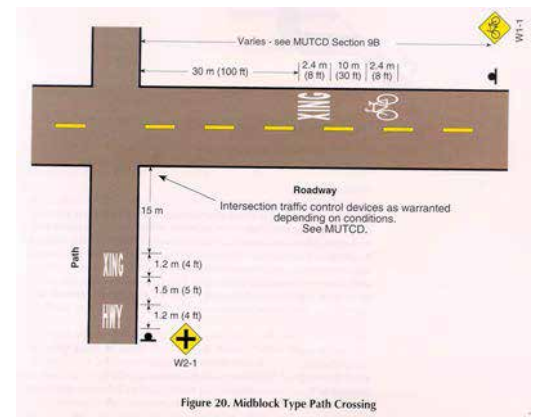 W1-1
Varies - see MUTCD Section 9B
30 m (100 ft)
2.4 m
(8 ft)
10 m
(30 ft)
2.4 m
(8 ft)
XING
Roadway
Intersection traffic control devices as warranted
depending on conditions.
See MUTCD.
15 m
Path
XING
1.2 m (4 ft)
1.5 m (5 ft)
HWY
1.2 m (4 ft)
W2-1
Figure 20. Midblock Type Path Crossing